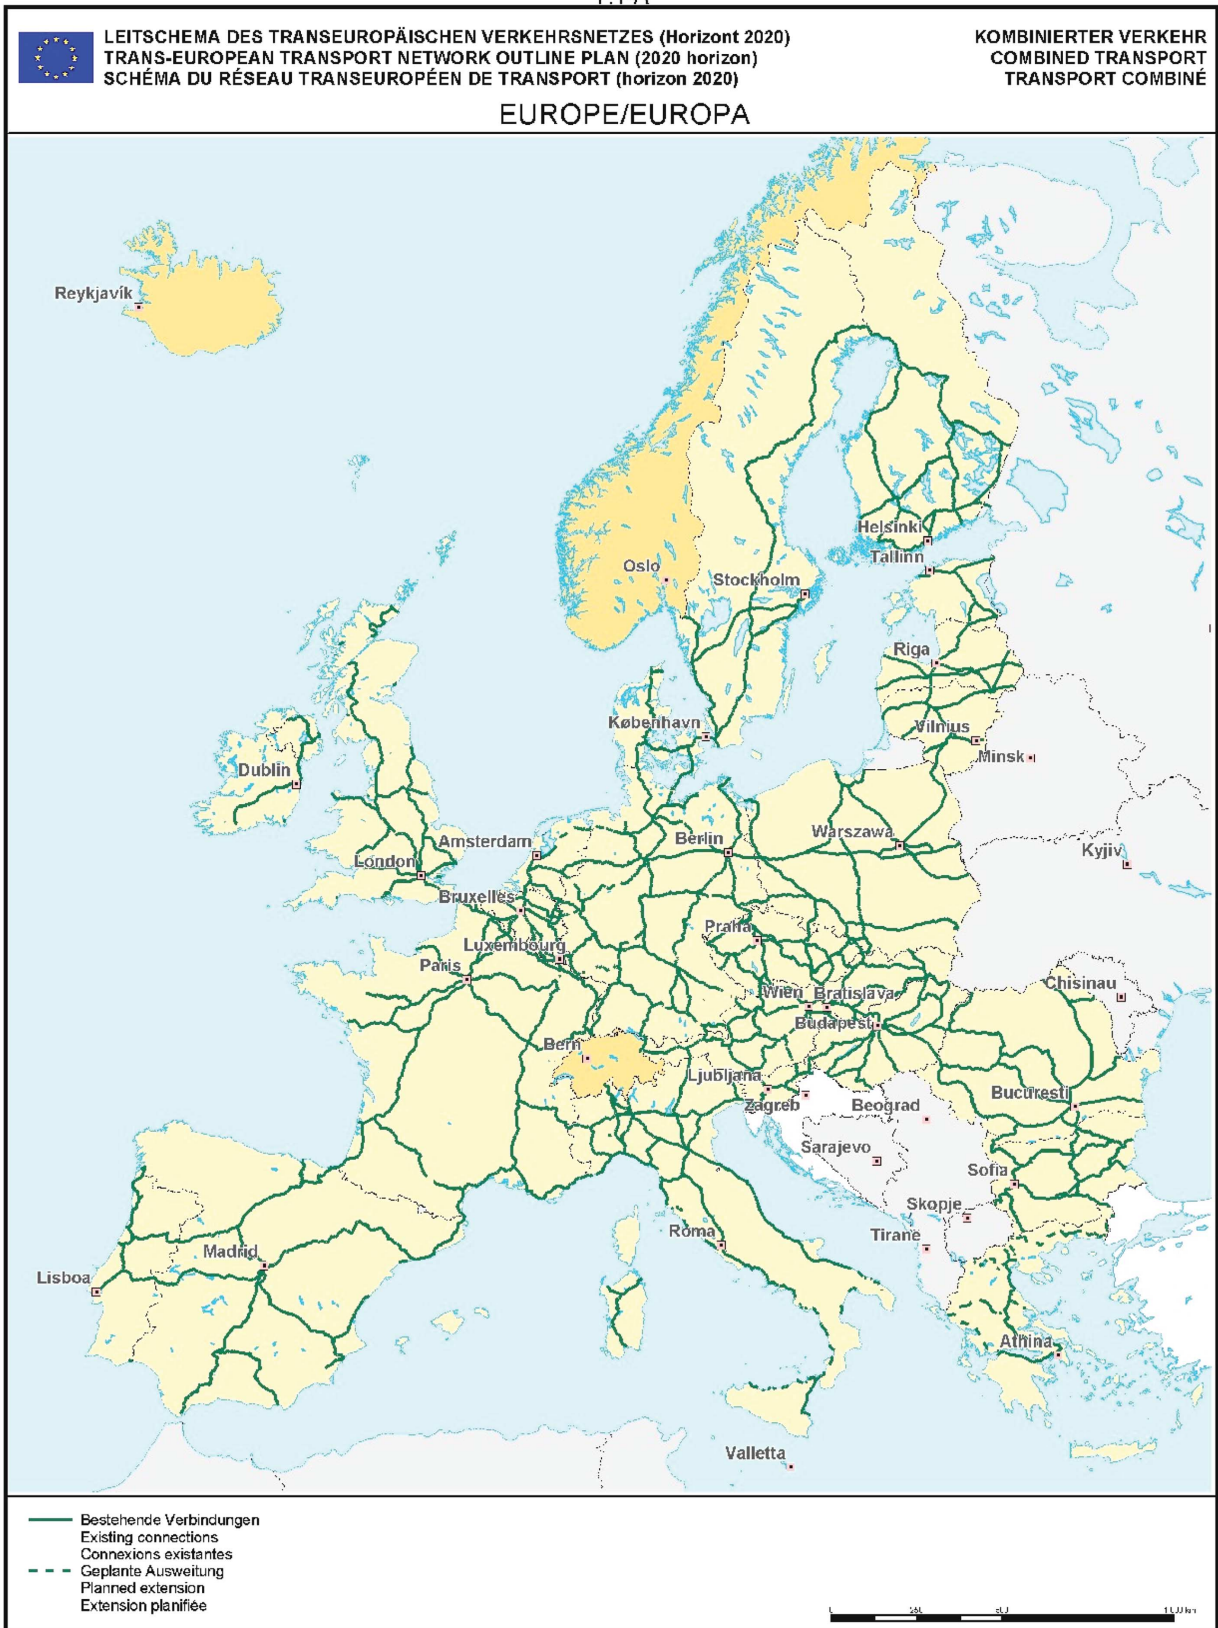 LEITSCHEMA DES TRANSEUROPÄISCHEN VERKEHRSNETZES (Horizont 2020)
TRANS-EUROPEAN TRANSPORT NETWORK OUTLINE PLAN (2020 horizon)
SCHÉMA DU RÉSEAU TRANSEUROPÉEN DE TRANSPORT (horizon 2020)
KOMBINIERTER VERKEHR
COMBINED TRANSPORT
TRANSPORT COMBINÉ
EUROPE/EUROPA
Reykjavík
Helsinki
Tallinn
Oslo
Stockholm
Riga
København
Vilnius
Minsk
Dublin
Warszawa
Berlin
Amsterdam
Kyjiv
London
Bruxelles
Praha
Luxembourg
Paris
Chisinau
Wien
Bratislava
Budapest
Bern
Ljubljana
Bucuresti
Zagreb
Beograd
Sarajevo
Sofia
Skopje
Roma
Tirane
Madrid
Lisboa
Athina
Valletta
Bestehende Verbindungen
Existing connections
Connexions existantes
Geplante Ausweitung
Planned extension
Extension planifiée
0 250 500